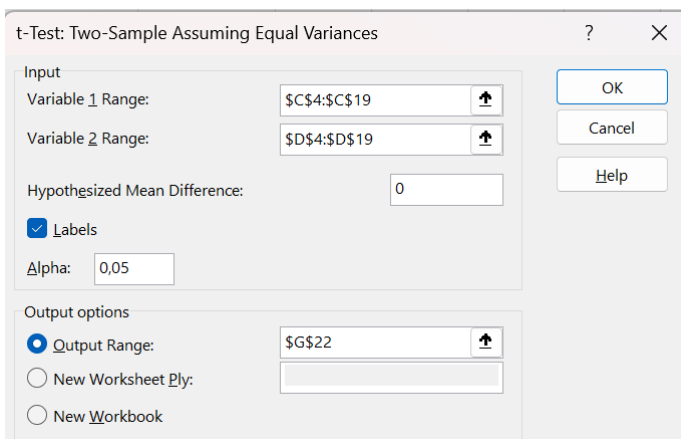 t-Test: Two-Sample Assuming Equal Variances ? ×
Input
Variable 1 Range: $C$4:$C$19
Variable 2 Range: $D$4:$D$19
Hypothesized Mean Difference: 0
Labels
Alpha: 0,05
OK
Cancel
Help
Output options
Output Range: $G$22
New Worksheet Ply:
New Workbook